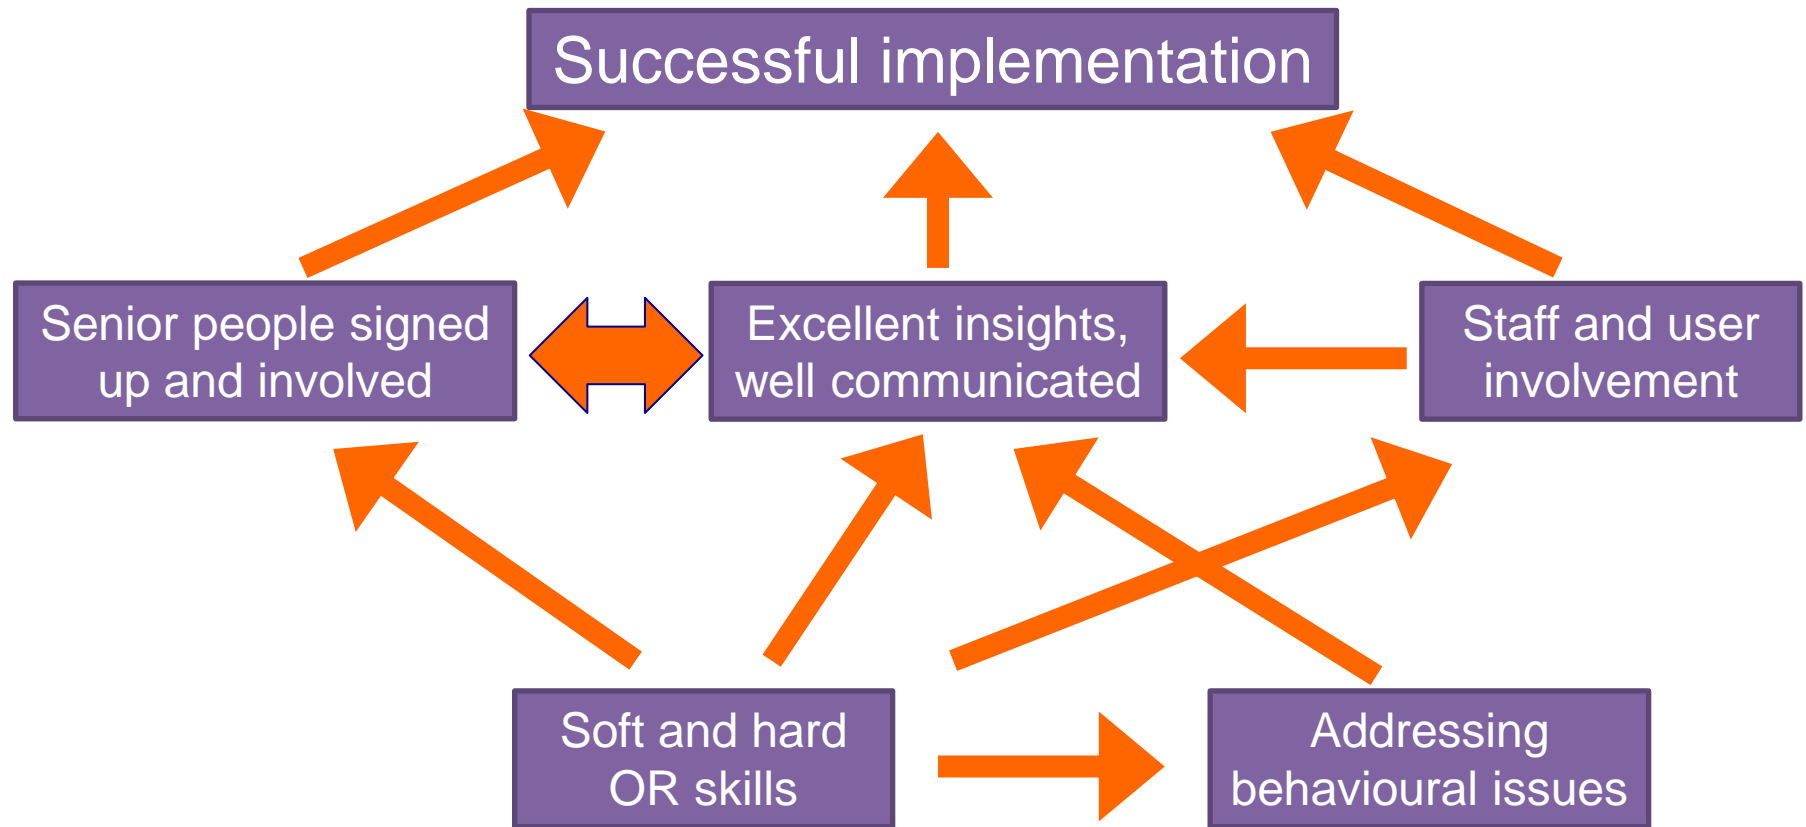 Successful implementation
Senior people signed
up and involved
Excellent insights,
well communicated
Staff and user
involvement
Soft and hard
OR skills
Addressing
behavioural issues